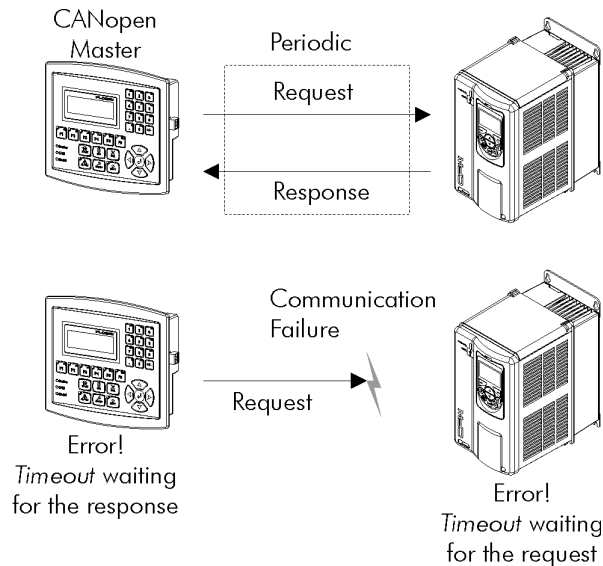 CANopen
Master
Periodic
Request
Response
Communication
Failure
Request
Error!
Timeout waiting
for the response
Error!
Timeout waiting
for the request